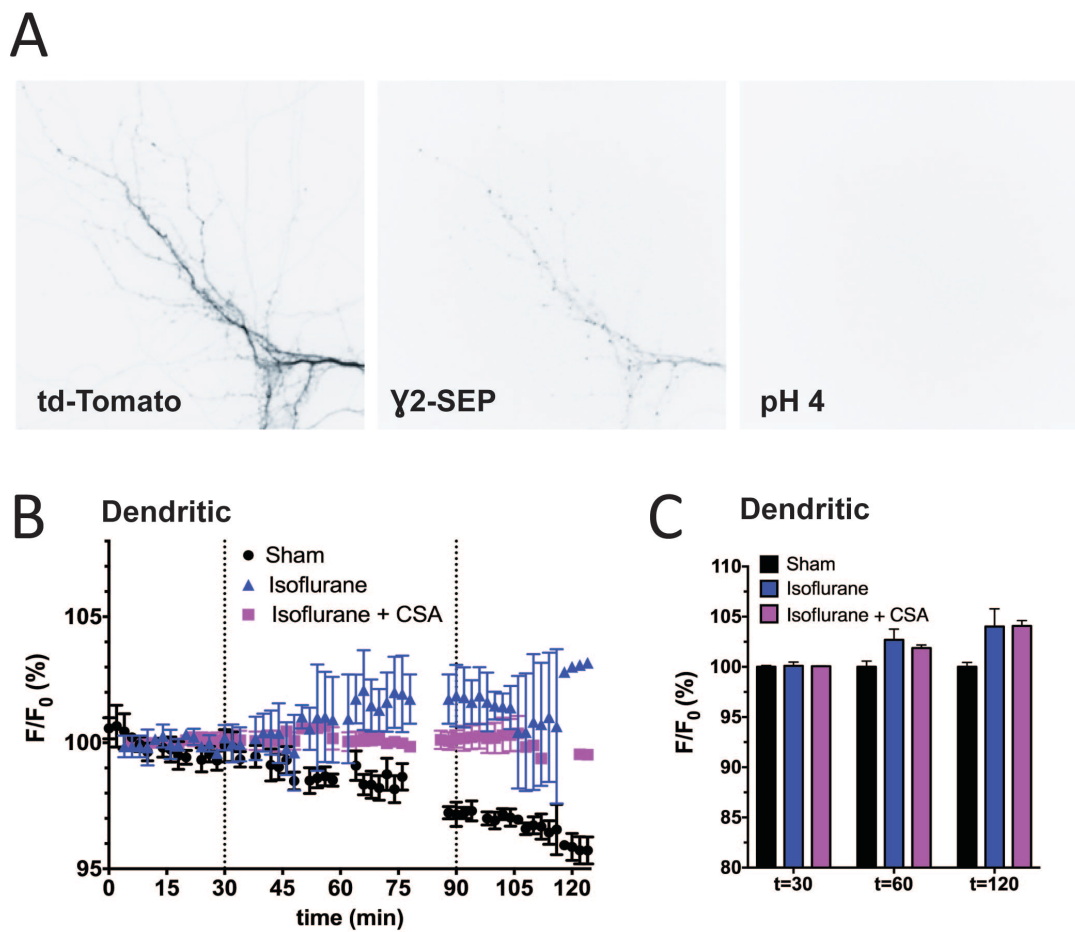 A
td-Tomato
Ɣ2-SEP
pH 4
B
Dendritic
Sham
Isoflurane
Isoflurane + CSA
F/F0 (%)
105
100
95
0 15 30 45 60 75 90 105 120
time (min)
C
Dendritic
Sham
Isoflurane
Isoflurane + CSA
F/F0 (%)
110
105
100
95
90
85
80
t=30 t=60 t=120